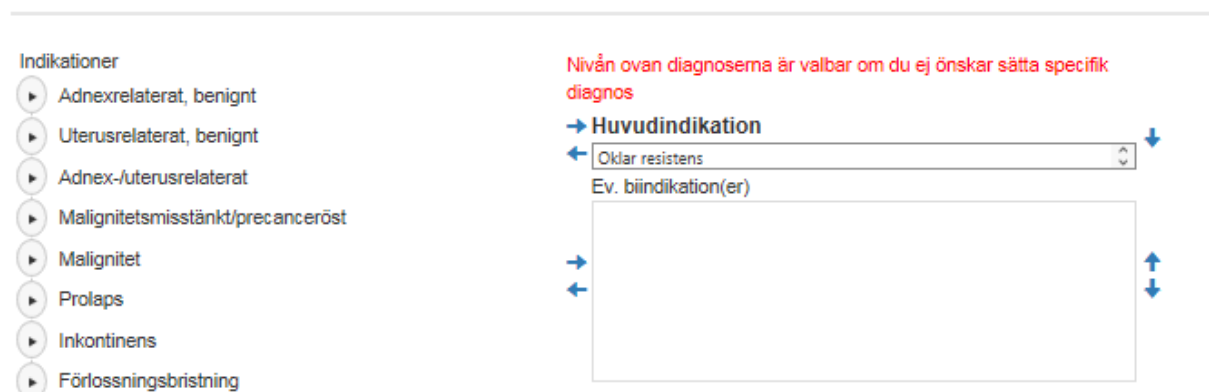 Indikationer
Adnexrelaterat, benignt
Uterusrelaterat, benignt
Adnex-/uterusrelaterat
Malignitetsmisstänkt/precanceröst
Malignitet
Prolaps
Inkontinens
Förlossningsbristning
Nivån ovan diagnoserna är valbar om du ej önskar sätta specifik
diagnos
Huvudindikation
Oklar resistens
Ev. biindikation(er)